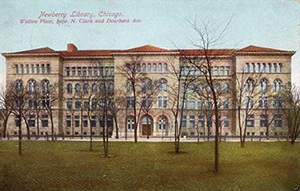 Newberry Library, Chicago.
Walton Place, betw. N. Clark and Dearborn Ave.